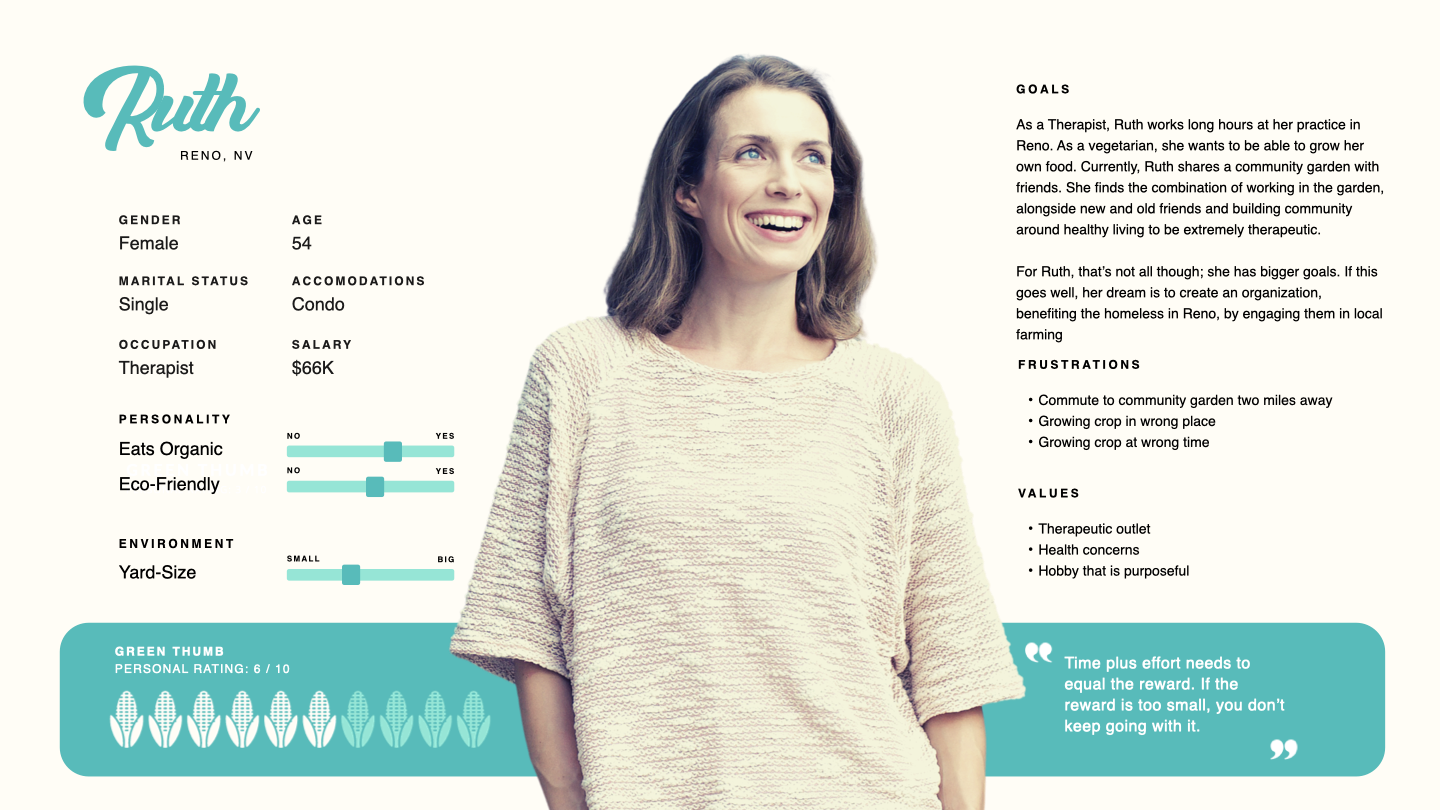 Ruth
RENO, NV
GENDER
Female
AGE
54
MARITAL STATUS
Single
ACCOMODATIONS
Condo
OCCUPATION
Therapist
SALARY
$66K
PERSONALITY
Eats Organic
NO YES
Eco-Friendly
NO YES
ENVIRONMENT
Yard-Size
SMALL BIG
GREEN THUMB
PERSONAL RATING: 6 / 10
GOALS
As a Therapist, Ruth works long hours at her practice in
Reno. As a vegetarian, she wants to be able to grow her
own food. Currently, Ruth shares a community garden with
friends. She finds the combination of working in the garden,
alongside new and old friends and building community
around healthy living to be extremely therapeutic.
For Ruth, that’s not all though; she has bigger goals. If this
goes well, her dream is to create an organization,
benefiting the homeless in Reno, by engaging them in local
farming
FRUSTRATIONS
• Commute to community garden two miles away
• Growing crop in wrong place
• Growing crop at wrong time
VALUES
• Therapeutic outlet
• Health concerns
• Hobby that is purposeful
❝ Time plus effort needs to
equal the reward. If the
reward is too small, you don’t
keep going with it.
❞